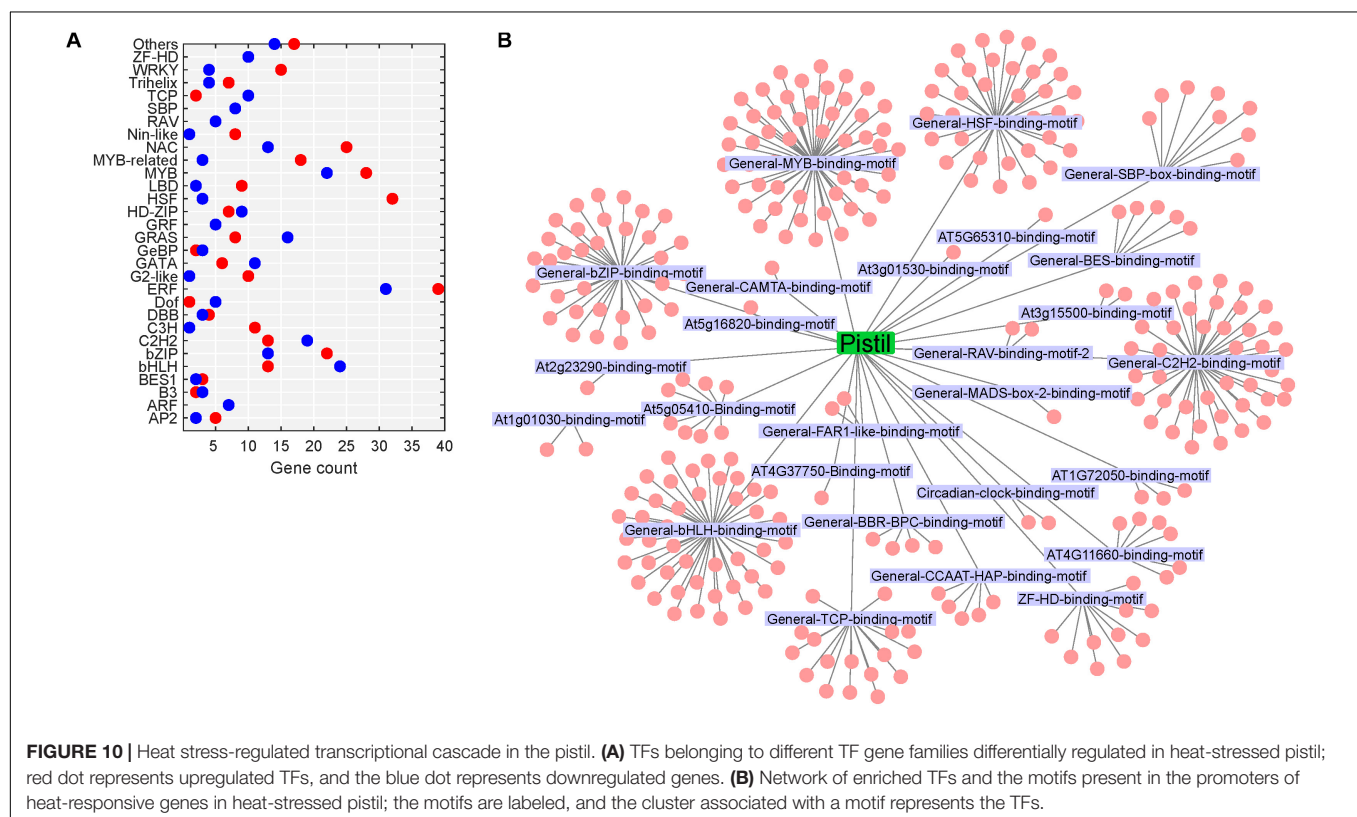 A
Others
ZF-HD
WRKY
Trihelix
TCP
SBP
RAV
Nin-like
NAC
MYB-related
MYB
LBD
HSF
HD-ZIP
GRF
GRAS
GeBP
GATA
G2-like
ERF
Dof
DBB
C3H
C2H2
bZIP
bHLH
BES1
B3
ARF
AP2
5 10 15 20 25 30 35 40
Gene count
B
General-HSF-binding-motif
General-MYB-binding-motif
General-SBP-box-binding-motif
AT5G65310-binding-motif
General-BES-binding-motif
At3g01530-binding-motif
General-bZIP-binding-motif
General-CAMTA-binding-motif
At3g15500-binding-motif
At5g16820-binding-motif
Pistil
General-RAV-binding-motif-2
General-C2H2-binding-motif
At2g23290-binding-motif
General-MADS-box-2-binding-motif
At5g05410-Binding-motif
At1g01030-binding-motif
General-FAR1-like-binding-motif
AT4G37750-Binding-motif
AT1G72050-binding-motif
Circadian-clock-binding-motif
General-BBR-BPC-binding-motif
General-bHLH-binding-motif
AT4G11660-binding-motif
General-CCAAT-HAP-binding-motif
ZF-HD-binding-motif
General-TCP-binding-motif
FIGURE 10 | Heat stress-regulated transcriptional cascade in the pistil. (A) TFs belonging to different TF gene families differentially regulated in heat-stressed pistil;
red dot represents upregulated TFs, and the blue dot represents downregulated genes. (B) Network of enriched TFs and the motifs present in the promoters of
heat-responsive genes in heat-stressed pistil; the motifs are labeled, and the cluster associated with a motif represents the TFs.